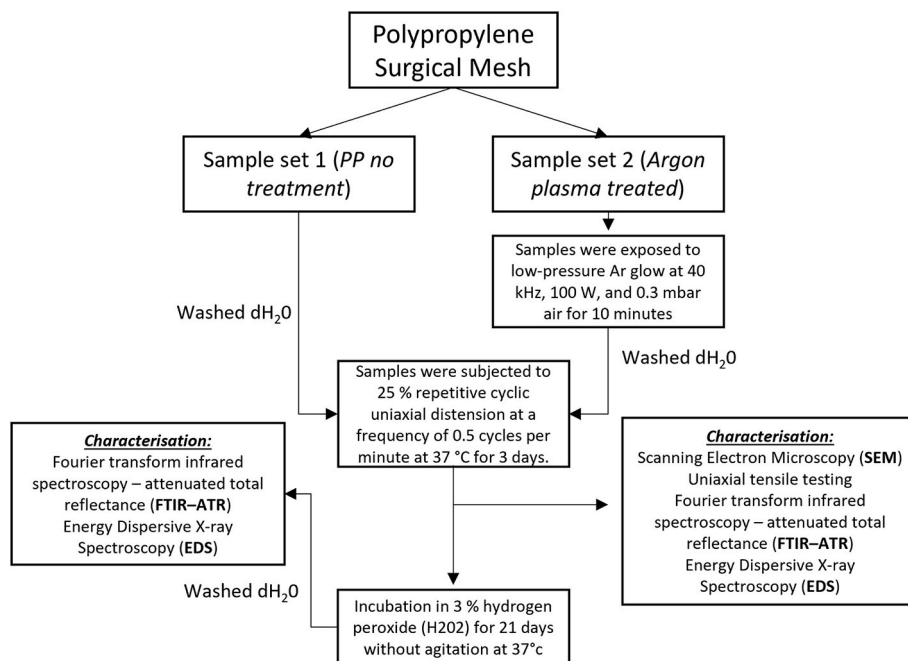 Polypropylene
Surgical Mesh
Sample set 1 (PP no
treatment)
Sample set 2 (Argon
plasma treated)
Samples were exposed to
low-pressure Ar glow at 40
kHz, 100 W, and 0.3 mbar
air for 10 minutes
Washed dH₂0
Washed dH₂0
Samples were subjected to
25 % repetitive cyclic
uniaxial distension at a
frequency of 0.5 cycles per
minute at 37 °C for 3 days.
Characterisation:
Fourier transform infrared
spectroscopy – attenuated total
reflectance (FTIR–ATR)
Energy Dispersive X-ray
Spectroscopy (EDS)
Characterisation:
Scanning Electron Microscopy (SEM)
Uniaxial tensile testing
Fourier transform infrared
spectroscopy – attenuated total
reflectance (FTIR–ATR)
Energy Dispersive X-ray
Spectroscopy (EDS)
Washed dH₂0
Incubation in 3 % hydrogen
peroxide (H202) for 21 days
without agitation at 37°c